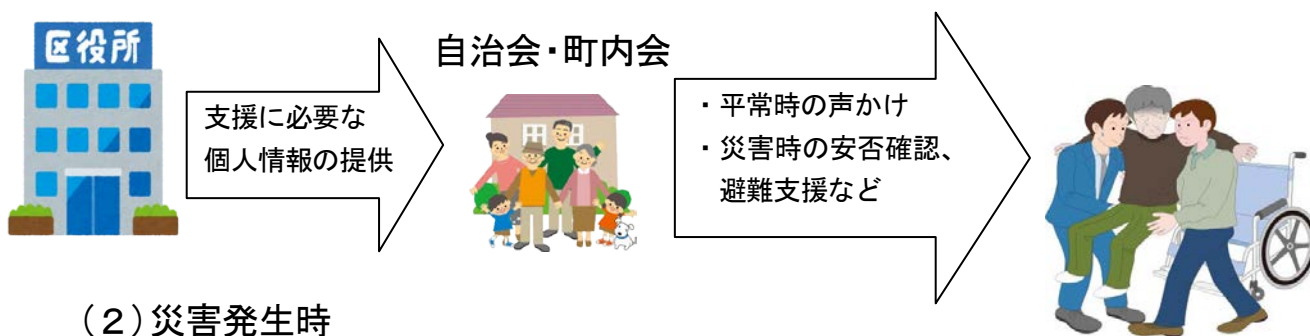 区役所
自治会・町内会
支援に必要な
個人情報の提供
・平常時の声かけ
・災害時の安否確認、
避難支援など
(2)災害発生時